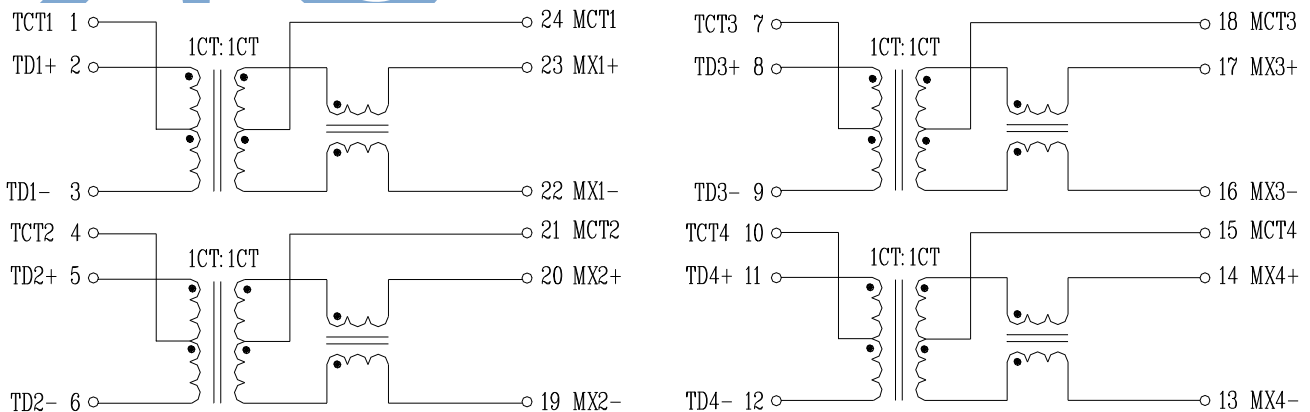 TCT1 1
24 MCT1
1CT:1CT
TD1+ 2
23 MX1+
TD1- 3
22 MX1-
TCT2 4
21 MCT2
1CT:1CT
TD2+ 5
20 MX2+
TD2- 6
19 MX2-
TCT3 7
18 MCT3
1CT:1CT
TD3+ 8
17 MX3+
TD3- 9
16 MX3-
TCT4 10
15 MCT4
1CT:1CT
TD4+ 11
14 MX4+
TD4- 12
13 MX4-